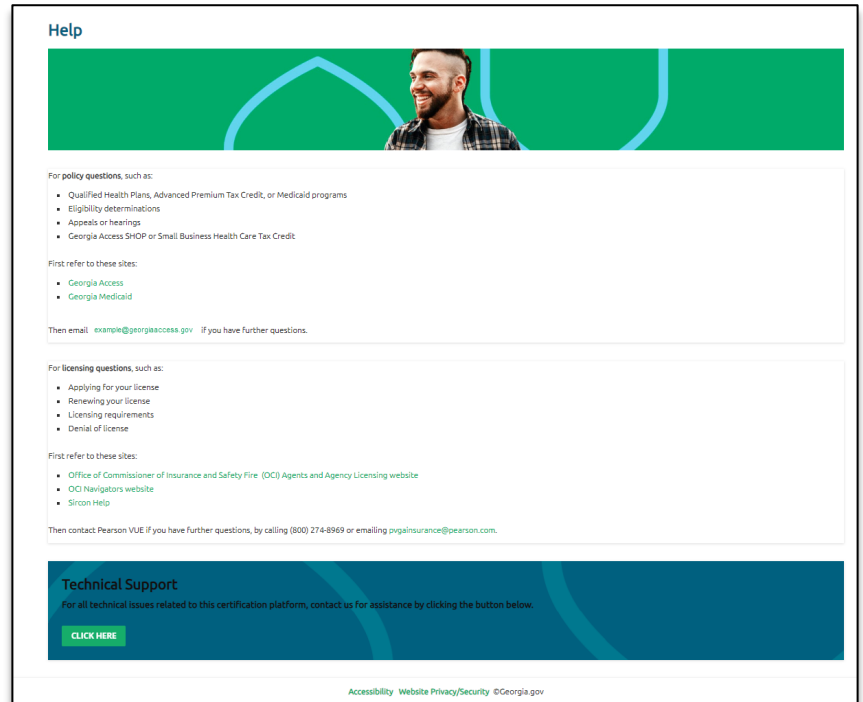 Help
For policy questions, such as:
Qualified Health Plans, Advanced Premium Tax Credit, or Medicaid programs
Eligibility determinations
Appeals or hearings
Georgia Access SHOP or Small Business Health Care Tax Credit
First refer to these sites:
Georgia Access
Georgia Medicaid
Then email example@georgiaaccess.gov if you have further questions.
For licensing questions, such as:
Applying for your license
Renewing your license
Licensing requirements
Denial of license
First refer to these sites:
Office of Commissioner of Insurance and Safety Fire (OCI) Agents and Agency Licensing website
OCI Navigators website
Sircon Help
Then contact Pearson VUE if you have further questions, by calling (800) 274-8969 or emailing pvgainsurance@pearson.com.
Technical Support
For all technical issues related to this certification platform, contact us for assistance by clicking the button below.
CLICK HERE
Accessibility Website Privacy/Security ©Georgia.gov